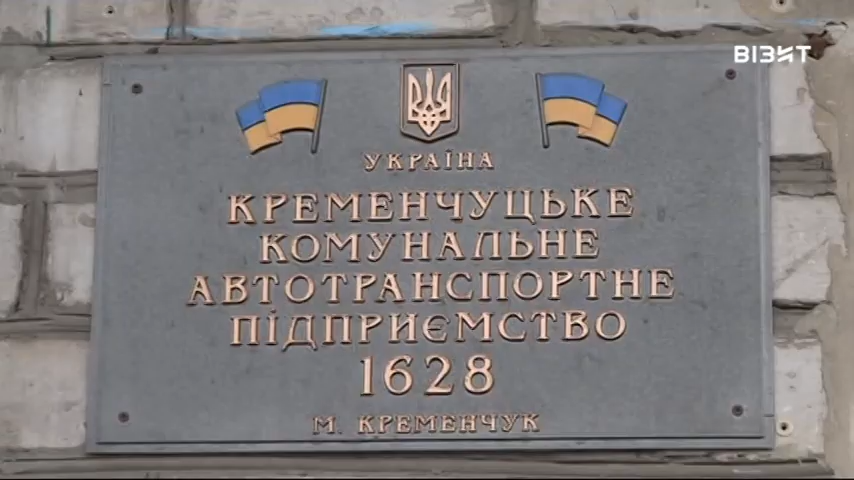 ВІЗИТ
УКРАЇНА
КРЕМЕНЧУЦЬКЕ
КОМУНАЛЬНЕ
АВТОТРАНСПОРТНЕ
ПІДПРИЄМСТВО
1628
М. КРЕМЕНЧУК